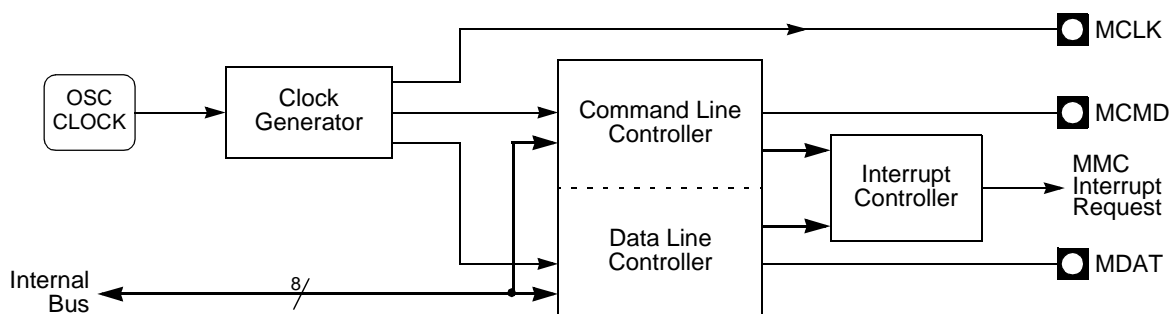 MCLK
OSC
CLOCK
Clock
Generator
Command Line
Controller
MCMD
Interrupt
Controller
MMC
Interrupt
Request
Data Line
Controller
MDAT
Internal
Bus
8